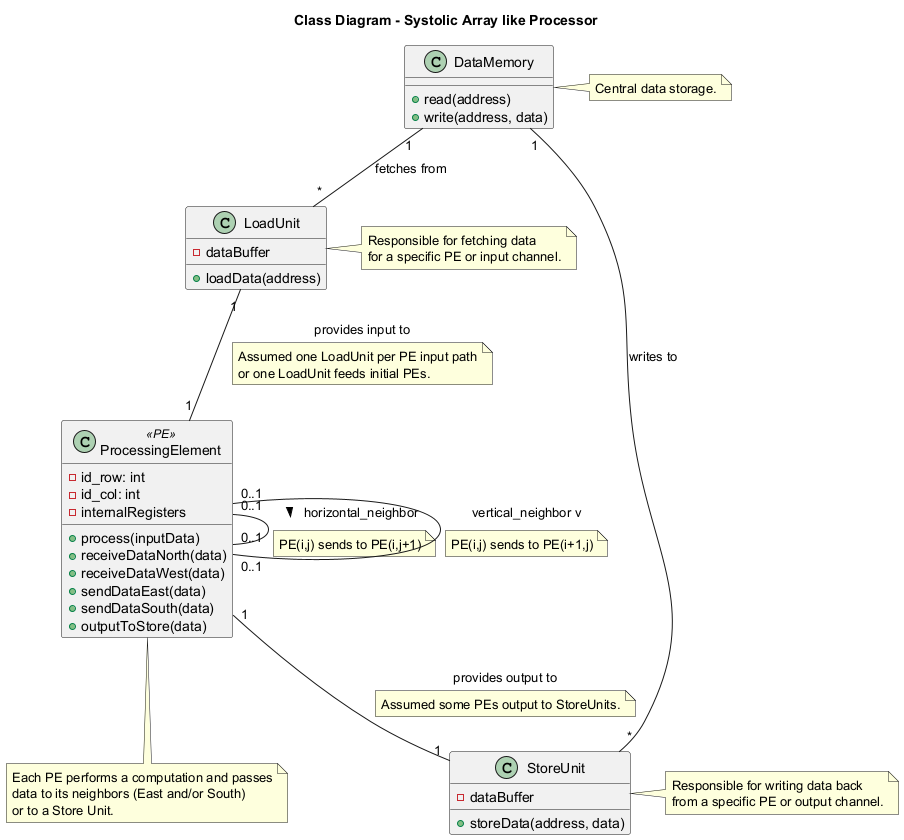 Class Diagram - Systolic Array like Processor
C DataMemory
read(address)
write(address, data)
Central data storage.
1
1
fetches from
*
C LoadUnit
dataBuffer
loadData(address)
Responsible for fetching data
for a specific PE or input channel.
1
provides input to
Assumed one LoadUnit per PE input path
or one LoadUnit feeds initial PEs.
writes to
1
C «PE»
ProcessingElement
id_row: int
id_col: int
internalRegisters
process(inputData)
receiveDataNorth(data)
receiveDataWest(data)
sendDataEast(data)
sendDataSouth(data)
outputToStore(data)
0..1
0..1
0..1
0..1
horizontal_neighbor
PE(i,j) sends to PE(i,j+1)
vertical_neighbor v
PE(i,j) sends to PE(i+1,j)
1
provides output to
Assumed some PEs output to StoreUnits.
1
*
Each PE performs a computation and passes
data to its neighbors (East and/or South)
or to a Store Unit.
C StoreUnit
dataBuffer
storeData(address, data)
Responsible for writing data back
from a specific PE or output channel.